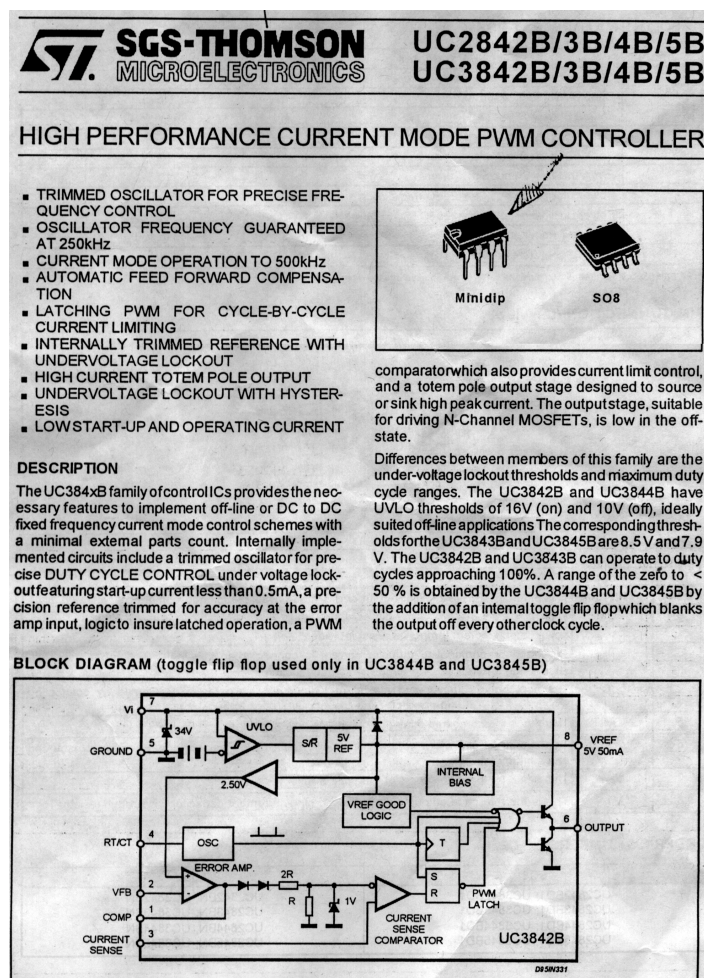 SGS-THOMSON
MICROELECTRONICS
UC2842B/3B/4B/5B
UC3842B/3B/4B/5B
HIGH PERFORMANCE CURRENT MODE PWM CONTROLLER
TRIMMED OSCILLATOR FOR PRECISE FRE-
QUENCY CONTROL
OSCILLATOR FREQUENCY GUARANTEED
AT 250kHz
CURRENT MODE OPERATION TO 500kHz
AUTOMATIC FEED FORWARD COMPENSA-
TION
LATCHING PWM FOR CYCLE-BY-CYCLE
CURRENT LIMITING
INTERNALLY TRIMMED REFERENCE WITH
UNDERVOLTAGE LOCKOUT
HIGH CURRENT TOTEM POLE OUTPUT
UNDERVOLTAGE LOCKOUT WITH HYSTER-
ESIS
LOW START-UP AND OPERATING CURRENT
DESCRIPTION
The UC384xB family of control ICs provides the nec-
essary features to implement off-line or DC to DC
fixed frequency current mode control schemes with
a minimal external parts count. Internally imple-
mented circuits include a trimmed oscillator for pre-
cise DUTY CYCLE CONTROL under voltage lock-
out featuring start-up current less than 0.5mA, a pre-
cision reference trimmed for accuracy at the error
amp input, logic to insure latched operation, a PWM
Minidip
SO8
comparator which also provides current limit control,
and a totem pole output stage designed to source
or sink high peak current. The output stage, suitable
for driving N-Channel MOSFETs, is low in the off-
state.
Differences between members of this family are the
under-voltage lockout thresholds and maximum duty
cycle ranges. The UC3842B and UC3844B have
UVLO thresholds of 16V (on) and 10V (off), ideally
suited off-line applications The corresponding thresh-
olds for the UC3843B and UC3845B are 8.5 V and 7.9
V. The UC3842B and UC3843B can operate to duty
cycles approaching 100%. A range of the zero to <
50 % is obtained by the UC3844B and UC3845B by
the addition of an internal toggle flip flop which blanks
the output off every other clock cycle.
BLOCK DIAGRAM (toggle flip flop used only in UC3844B and UC3845B)
Vi
7
34V
UVLO
GROUND
5
S/R
5V
REF
8
VREF
5V 50mA
2.50V
INTERNAL
BIAS
VREF GOOD
LOGIC
6
OUTPUT
RT/CT
4
OSC
T
ERROR AMP.
+
-
2R
R
1V
S
R
PWM
LATCH
VFB
2
COMP
1
CURRENT
SENSE
3
CURRENT
SENSE
COMPARATOR
UC3842B
D95IN331